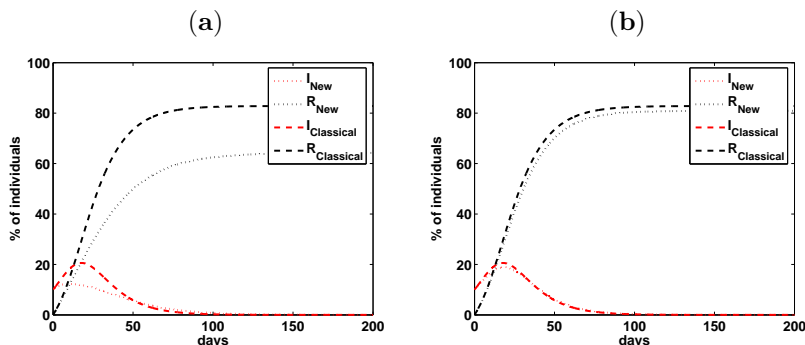 (a)
100
80
60
40
20
0
% of individuals
0 50 100 150 200
days
I_New
R_New
I_Classical
R_Classical
(b)
100
80
60
40
20
0
% of individuals
0 50 100 150 200
days
I_New
R_New
I_Classical
R_Classical